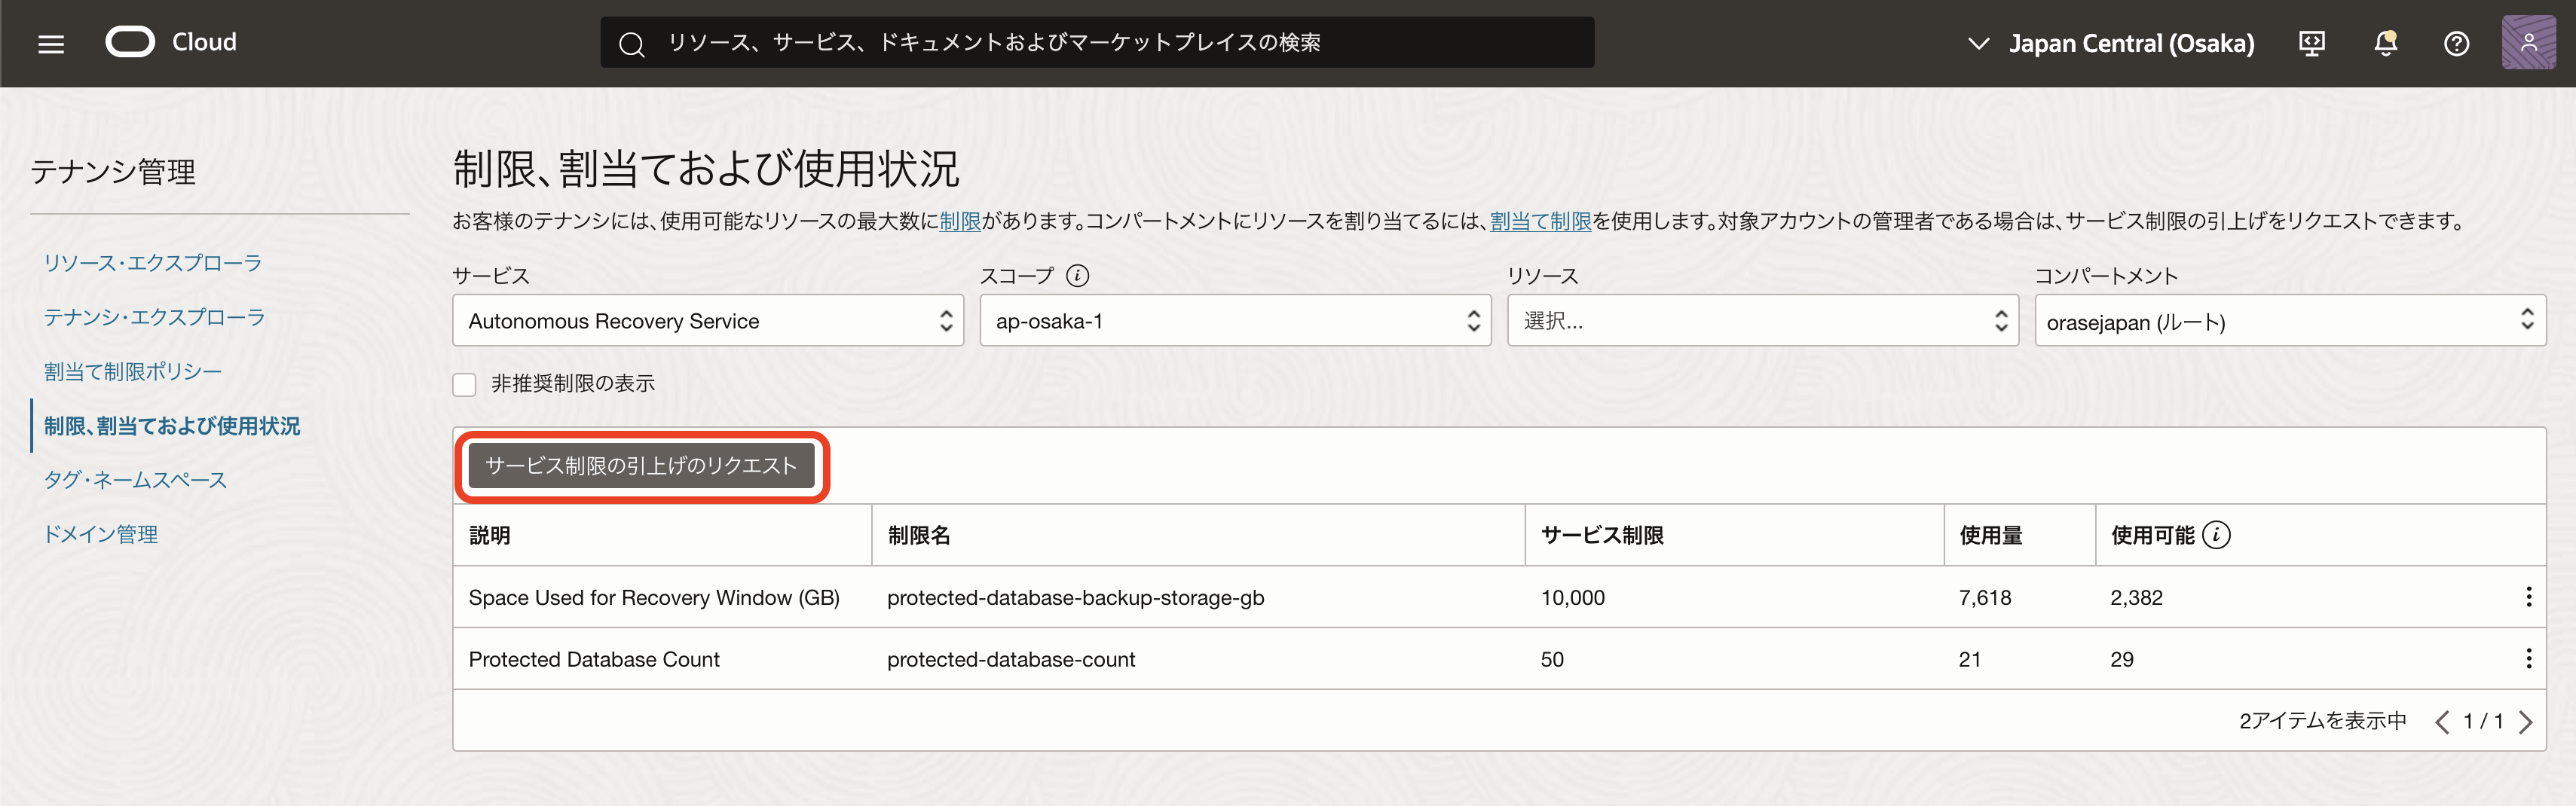 Cloud
リソース、サービス、ドキュメントおよびマーケットプレイスの検索
Japan Central (Osaka)
テナンシ管理
リソース・エクスプローラ
テナンシ・エクスプローラ
割当て制限ポリシー
制限、割当ておよび使用状況
タグ・ネームスペース
ドメイン管理
制限、割当ておよび使用状況
お客様のテナンシには、使用可能なリソースの最大数に制限があります。コンパートメントにリソースを割り当てるには、割当て制限を使用します。対象アカウントの管理者である場合は、サービス制限の引上げをリクエストできます。
サービス スコープ リソース コンパートメント
Autonomous Recovery Service ap-osaka-1 選択... orasejapan (ルート)
非推奨制限の表示
サービス制限の引上げのリクエスト
説明 制限名 サービス制限 使用量 使用可能
Space Used for Recovery Window (GB) protected-database-backup-storage-gb 10,000 7,618 2,382
Protected Database Count protected-database-count 50 21 29
2アイテムを表示中 1 / 1